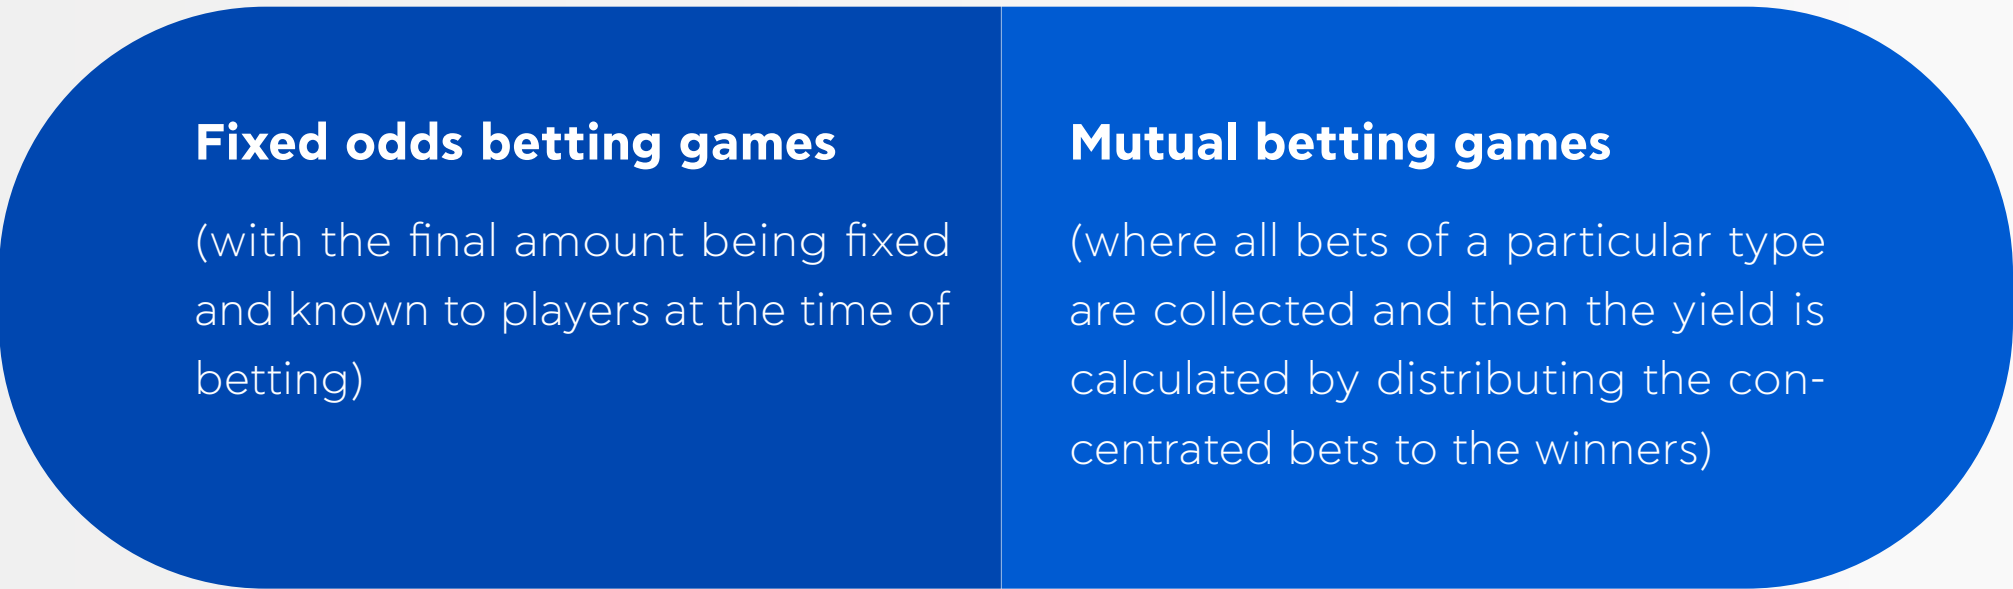 Fixed odds betting games
(with the final amount being fixed
and known to players at the time of
betting)
Mutual betting games
(where all bets of a particular type
are collected and then the yield is
calculated by distributing the con-
centrated bets to the winners)